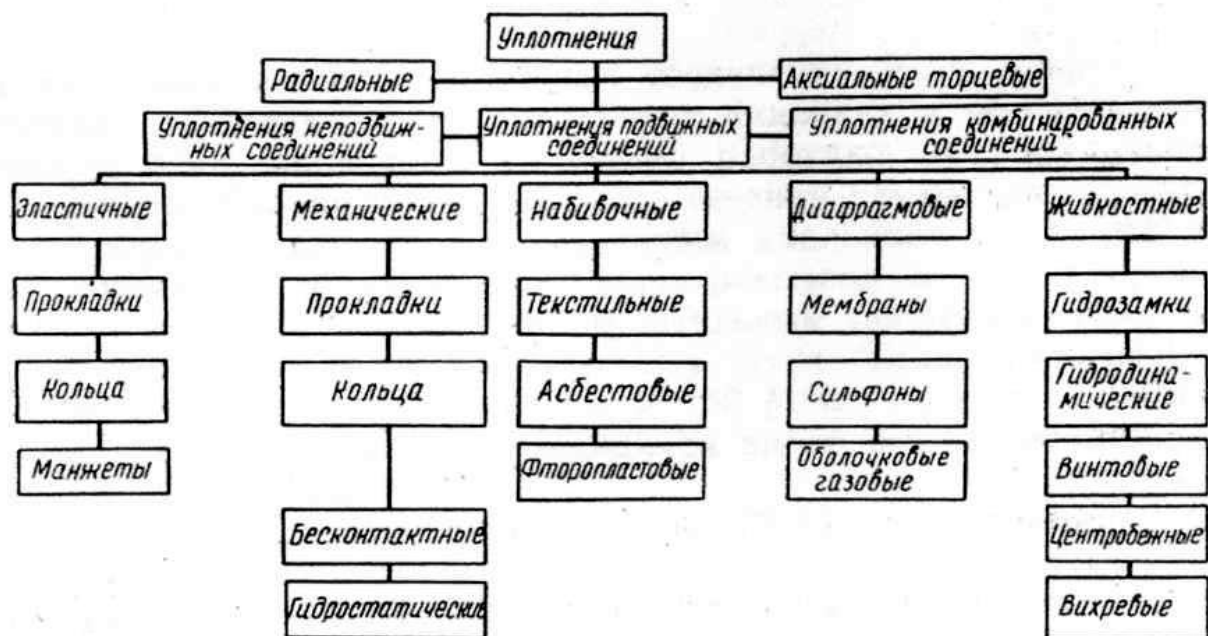 Уплотнения
Радиальные
Аксиальные торцевые
Уплотнения неподвиж-
ных соединений
Уплотнения подвижных
соединений
Уплотнения комбинированных
соединений
Эластичные
Механические
Набивочные
Диафрагмовые
Жидкостные
Прокладки
Прокладки
Текстильные
Мембраны
Гидрозамки
Кольца
Кольца
Асбестовые
Сильфоны
Гидродина-
мические
Манжеты
Фторопластовые
Оболочковые
газовые
Винтовые
Бесконтактные
Центробежные
Гидростатические
Вихревые